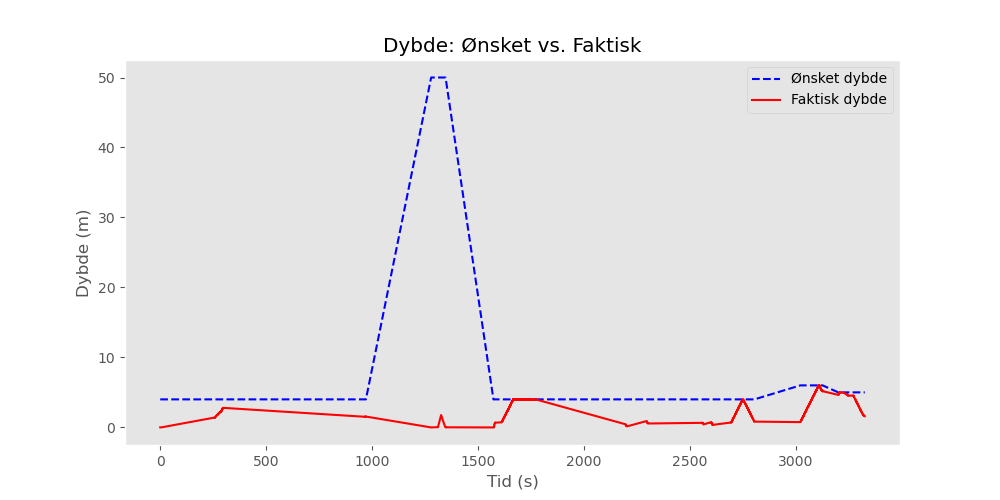 Dybde: Ønsket vs. Faktisk
Ønsket dybde
Faktisk dybde
Dybde (m)
50
40
30
20
10
0
0 500 1000 1500 2000 2500 3000
Tid (s)